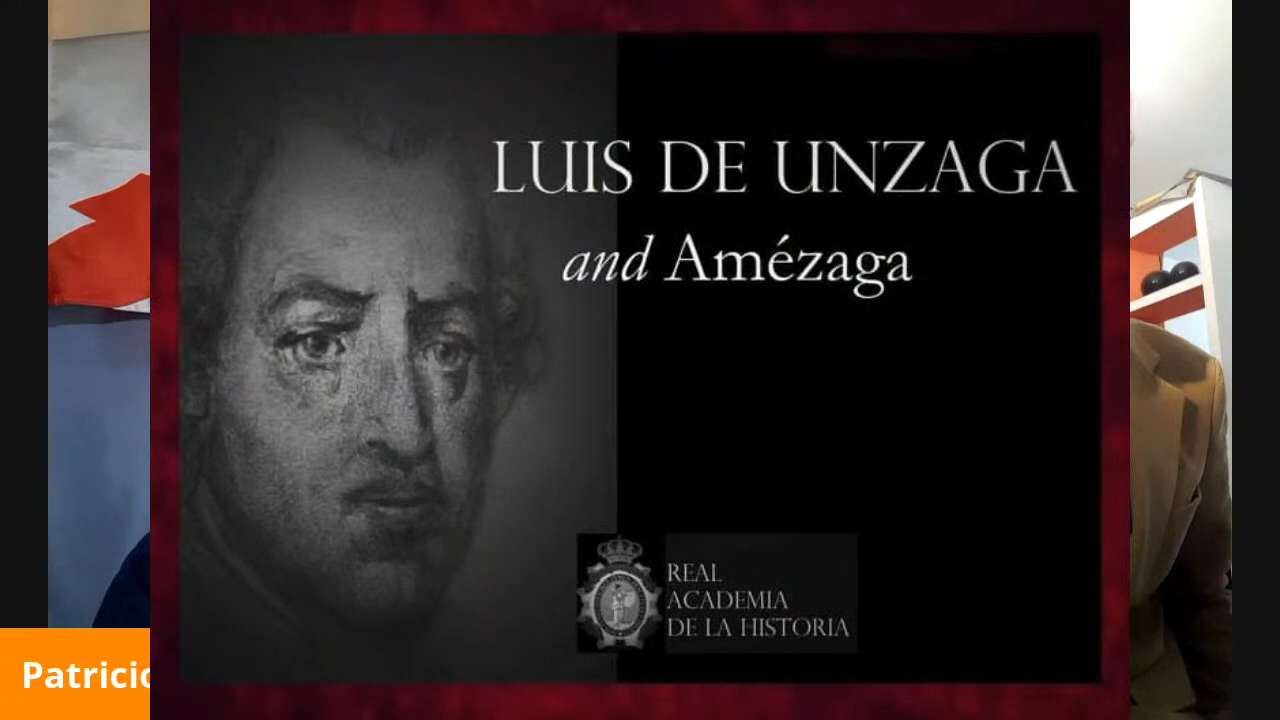 LUIS DE UNZAGA
and Amézaga
REAL
ACADEMIA
DE LA HISTORIA
Patricio